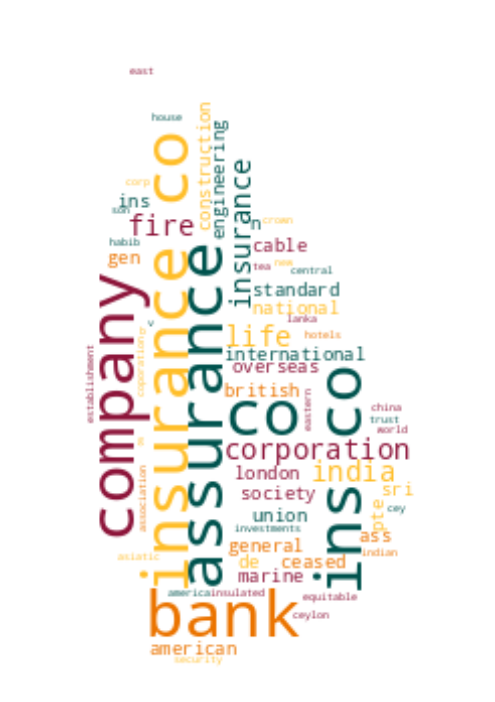 east
house
construction
engineering
insurance co
corp
ins
son
fire
n
crown
insurance
habib
cable
gen
tea
new
central
assurance
company
standard
national
lanka
v
life
hotels
international
establishment
coporationy
overseas
ins co
british
eastern
co
china
trust
world
corporation
london
india
association
society
sri
pte
cey
union
investments
ass
general
indian
asiatic
de
ceased
marine
america
insulated
equitable
bank
ceylon
american
security